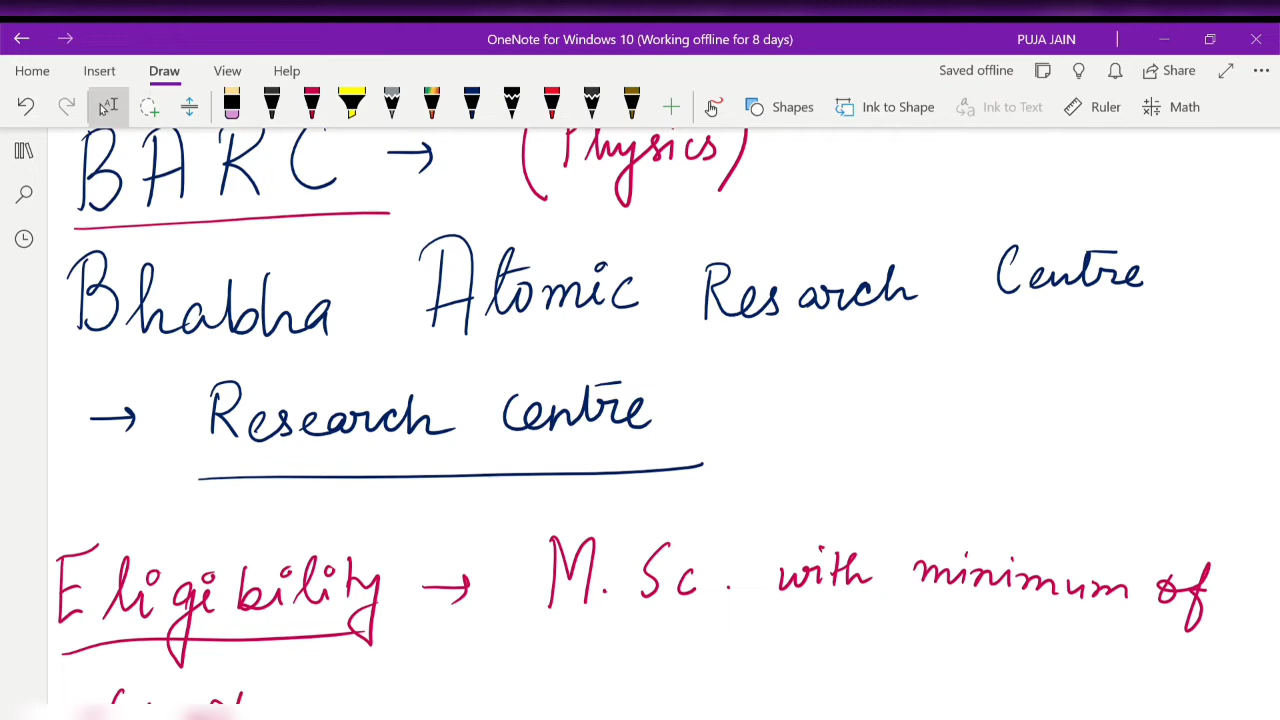 OneNote for Windows 10 (Working offline for 8 days)
PUJA JAIN
Home Insert Draw View Help
Saved offline
Share
Shapes
Ink to Shape
Ink to Text
Ruler
Math
BARC → (Physics)
Bhabha Atomic Resarch Centre
→ Research centre
Eligibility → M.Sc. with minimum of